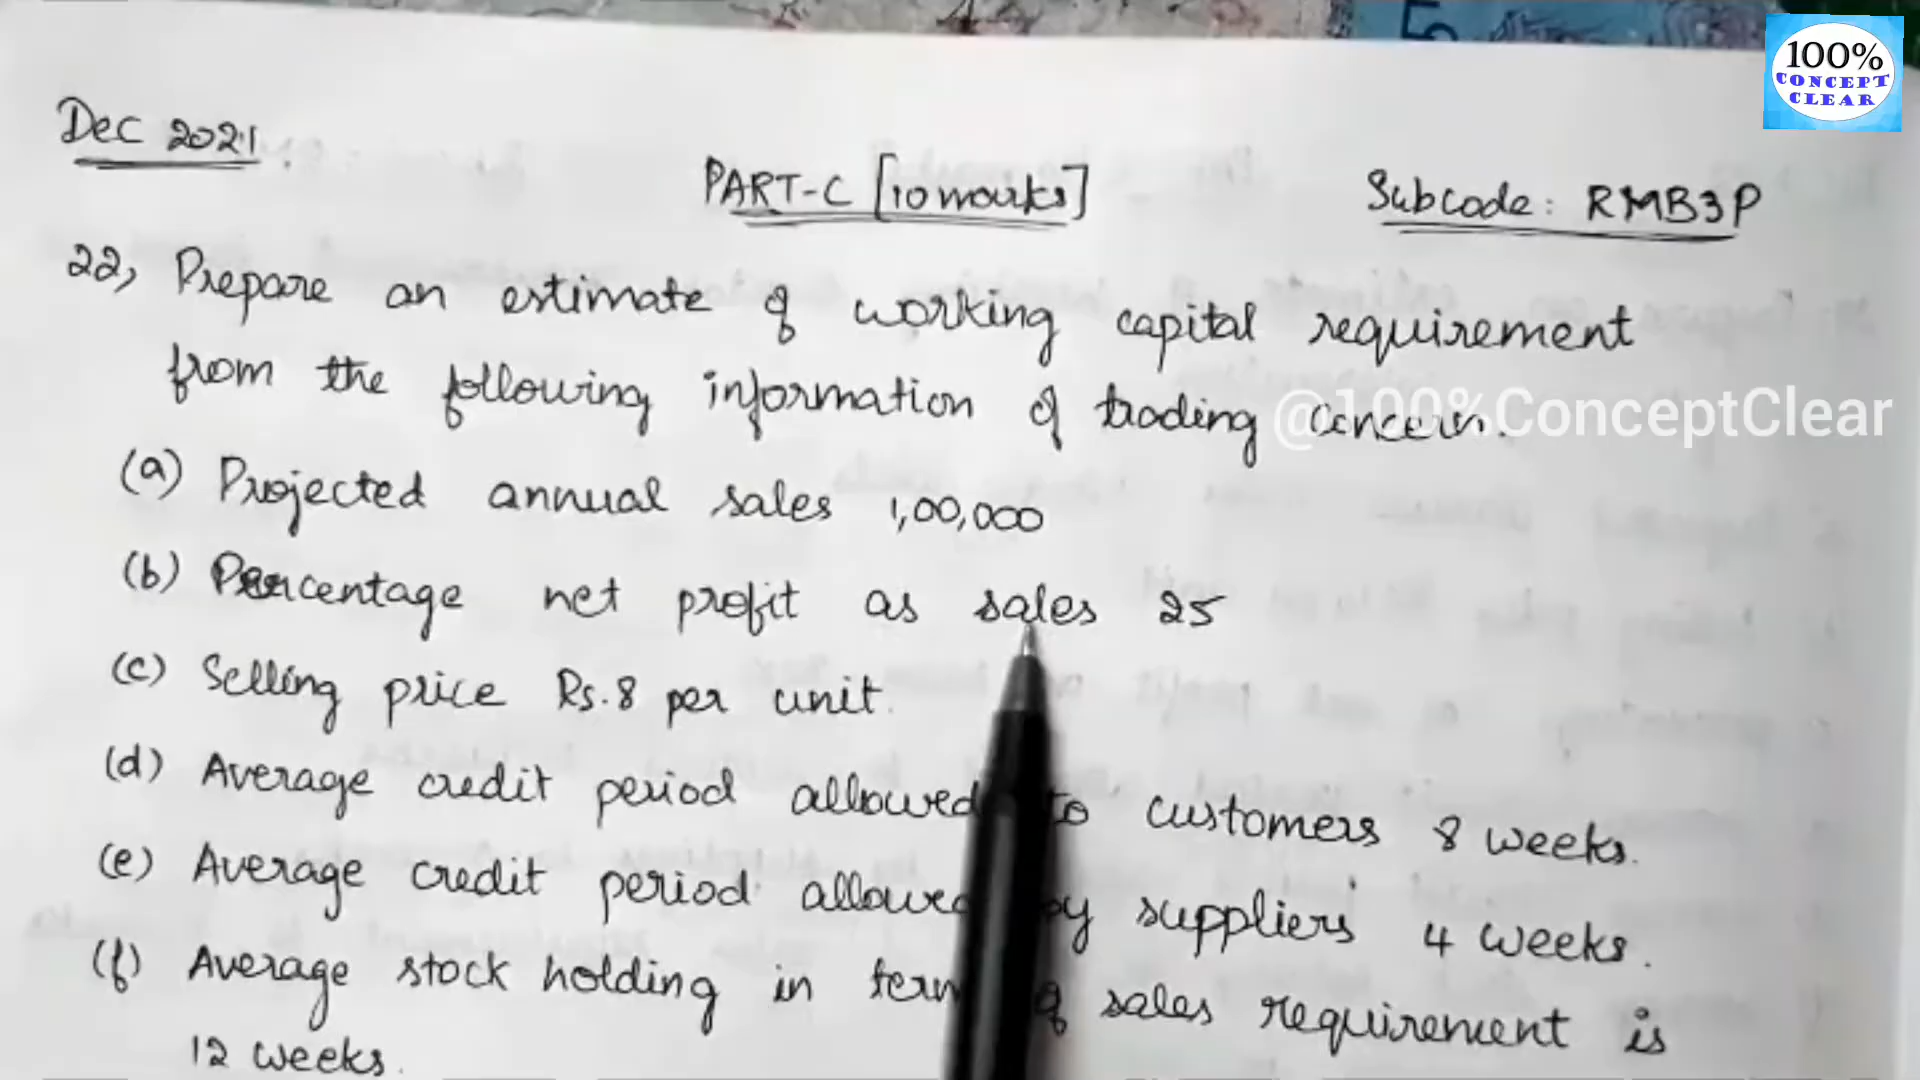 100%
CONCEPT
CLEAR
Dec 2021
PART-C [10 marks]
Subcode: RMB3P
22, Prepare an estimate of working capital requirement
from the following information of trading concern.
@100%ConceptClear
(a) Projected annual sales 1,00,000
(b) Percentage net profit as sales 25
(c) Selling price Rs.8 per unit.
(d) Average credit period allowed to customers 8 weeks.
(e) Average credit period allowed by suppliers 4 weeks.
(f) Average stock holding in term of sales requirement is
12 weeks.
5